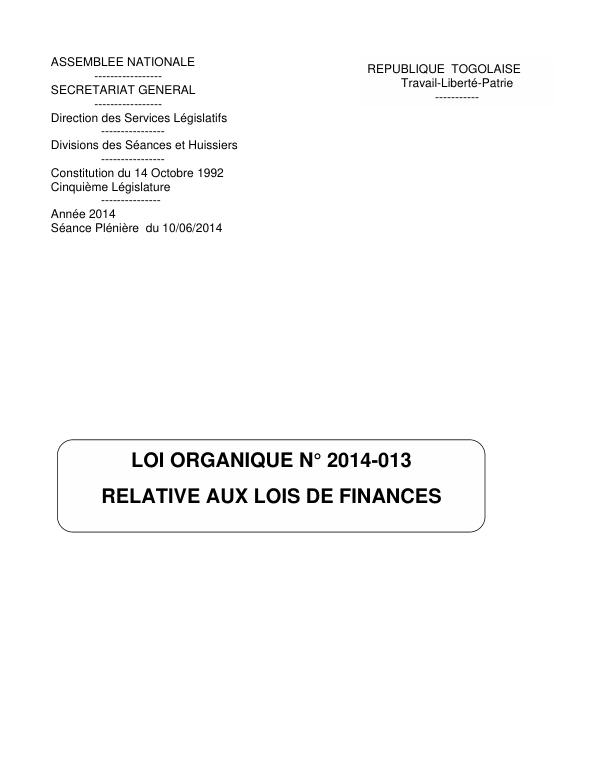 ASSEMBLEE NATIONALE
-----------------
SECRETARIAT GENERAL
-----------------
Direction des Services Législatifs
----------------
Divisions des Séances et Huissiers
----------------
Constitution du 14 Octobre 1992
Cinquième Législature
---------------
Année 2014
Séance Plénière  du 10/06/2014
REPUBLIQUE  TOGOLAISE
Travail-Liberté-Patrie
-----------
LOI ORGANIQUE N° 2014-013
RELATIVE AUX LOIS DE FINANCES